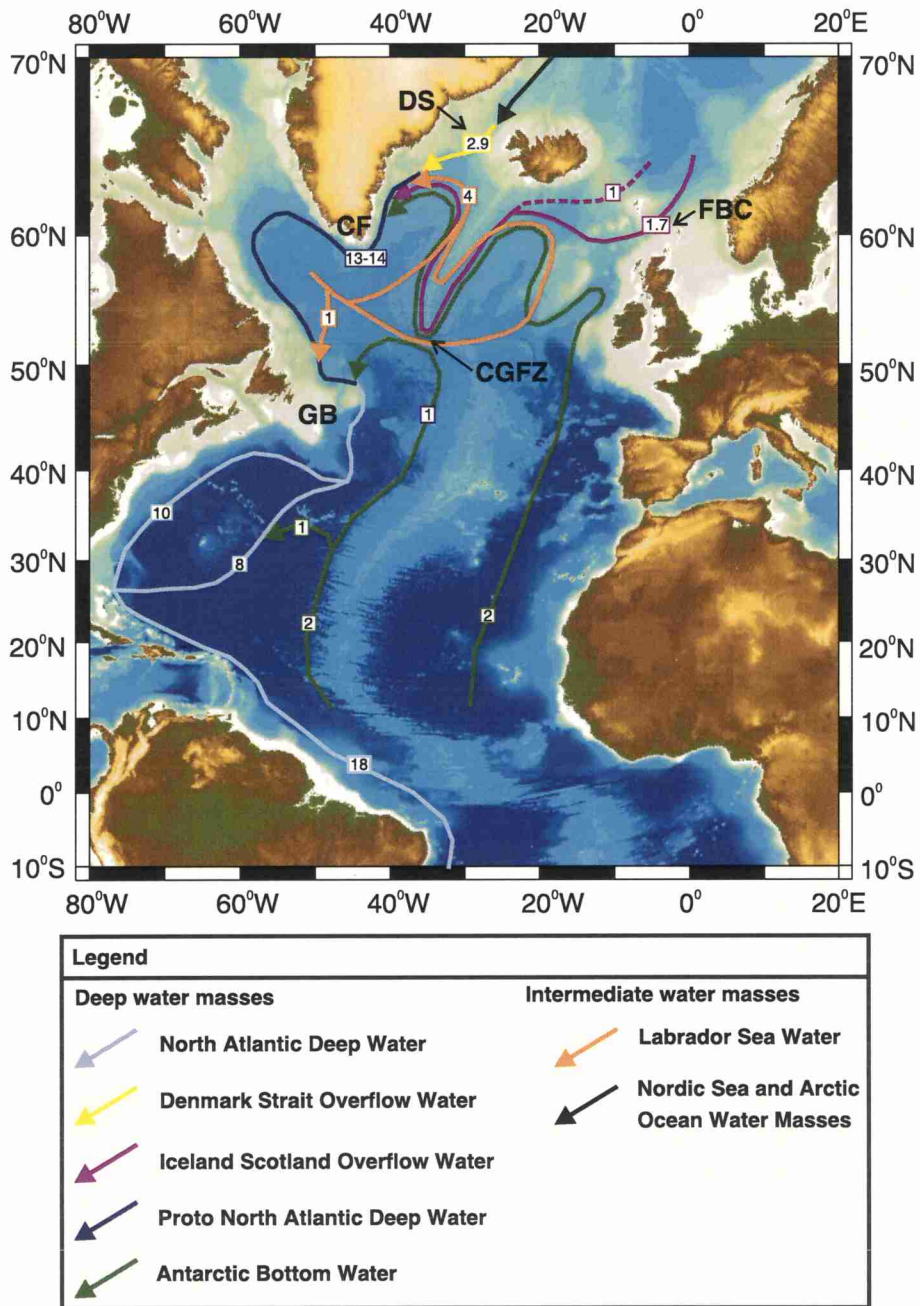 80°W 60°W 40°W 20°W 0° 20°E
70°N 70°N
DS
2.9
4
1
FBC
1.7
CF
60°N 60°N
13-14
1
CGFZ
50°N 50°N
GB
1
40°N 40°N
10
1
30°N 8 30°N
2 2
20°N 20°N
10°N 10°N
18
0° 0°
10°S 10°S
80°W 60°W 40°W 20°W 0° 20°E
Legend
Deep water masses
North Atlantic Deep Water
Denmark Strait Overflow Water
Iceland Scotland Overflow Water
Proto North Atlantic Deep Water
Antarctic Bottom Water
Intermediate water masses
Labrador Sea Water
Nordic Sea and Arctic
Ocean Water Masses